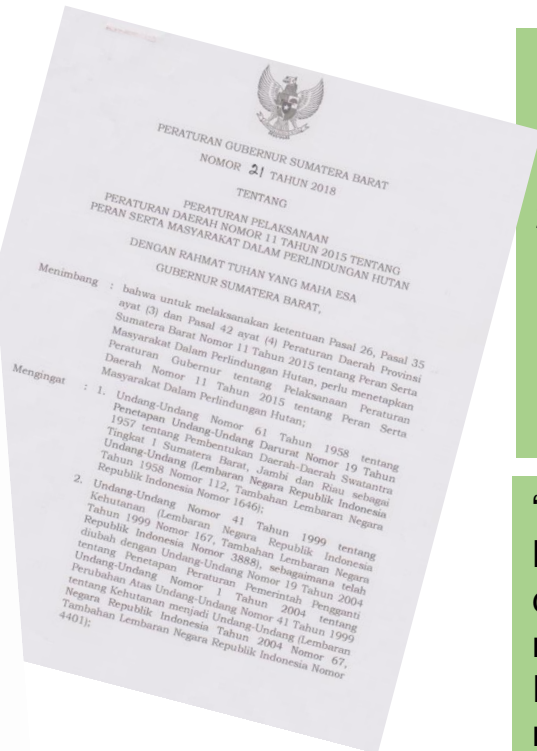 PERATURAN GUBERNUR SUMATERA BARAT
NOMOR 21 TAHUN 2018
TENTANG
PERATURAN PELAKSANAAN
PERATURAN DAERAH NOMOR 11 TAHUN 2015 TENTANG
PERAN SERTA MASYARAKAT DALAM PERLINDUNGAN HUTAN
DENGAN RAHMAT TUHAN YANG MAHA ESA
GUBERNUR SUMATERA BARAT,
Menimbang : bahwa untuk melaksanakan ketentuan Pasal 26, Pasal 35
ayat (3) dan Pasal 42 ayat (4) Peraturan Daerah Provinsi
Sumatera Barat Nomor 11 Tahun 2015 tentang Peran Serta
Masyarakat Dalam Perlindungan Hutan, perlu menetapkan
Peraturan Gubernur tentang Pelaksanaan Peraturan
Daerah Nomor 11 Tahun 2015 tentang Peran Serta
Masyarakat Dalam Perlindungan Hutan;
Mengingat : 1. Undang-Undang Nomor 61 Tahun 1958 tentang
Penetapan Undang-Undang Darurat Nomor 19 Tahun
1957 tentang Pembentukan Daerah-Daerah Swatantra
Tingkat I Sumatera Barat, Jambi dan Riau sebagai
Undang-Undang (Lembaran Negara Republik Indonesia
Tahun 1958 Nomor 112, Tambahan Lembaran Negara
Republik Indonesia Nomor 1646);
2. Undang-Undang Nomor 41 Tahun 1999 tentang
Kehutanan (Lembaran Negara Republik Indonesia
Tahun 1999 Nomor 167, Tambahan Lembaran Negara
Republik Indonesia Nomor 3888), sebagaimana telah
diubah dengan Undang-Undang Nomor 19 Tahun 2004
tentang Penetapan Peraturan Pemerintah Pengganti
Undang-Undang Nomor 1 Tahun 2004 tentang
Perubahan Atas Undang-Undang Nomor 41 Tahun 1999
tentang Kehutanan menjadi Undang-Undang (Lembaran
Negara Republik Indonesia Tahun 2004 Nomor 67,
Tambahan Lembaran Negara Republik Indonesia Nomor
4401);